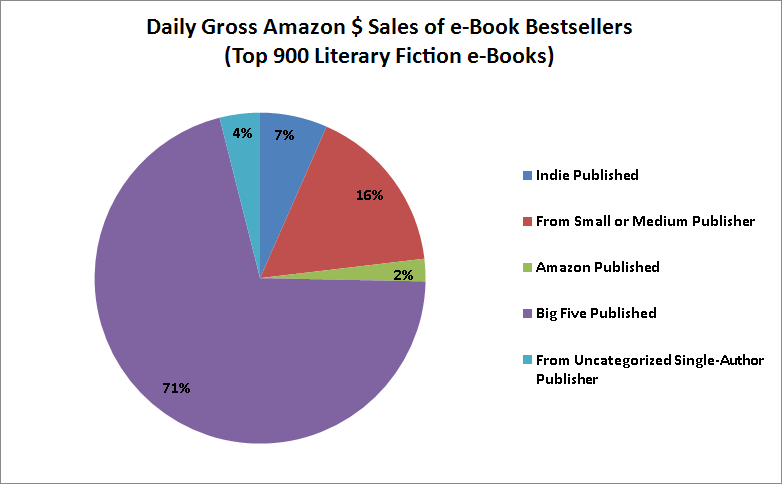 Daily Gross Amazon $ Sales of e-Book Bestsellers
(Top 900 Literary Fiction e-Books)
4%
7%
16%
2%
71%
Indie Published
From Small or Medium Publisher
Amazon Published
Big Five Published
From Uncategorized Single-Author
Publisher